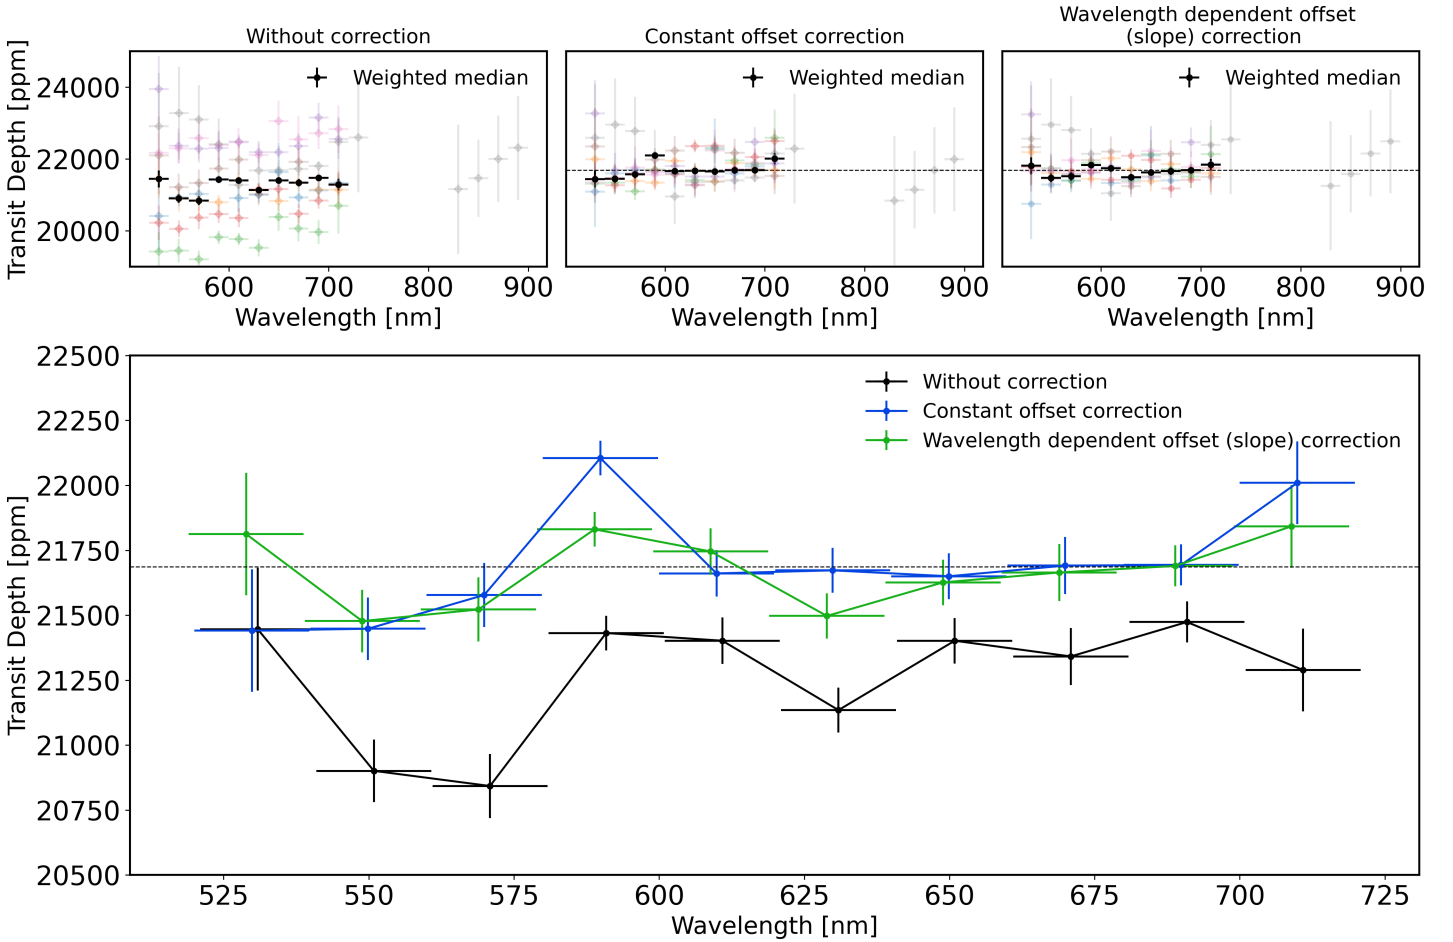 Without correction
Constant offset correction
Wavelength dependent offset
(slope) correction
Transit Depth [ppm]
24000
22000
20000
Weighted median
Weighted median
Weighted median
600 700 800 900
600 700 800 900
600 700 800 900
Wavelength [nm]
Wavelength [nm]
Wavelength [nm]
Transit Depth [ppm]
22500
22250
22000
21750
21500
21250
21000
20750
20500
Without correction
Constant offset correction
Wavelength dependent offset (slope) correction
525 550 575 600 625 650 675 700 725
Wavelength [nm]